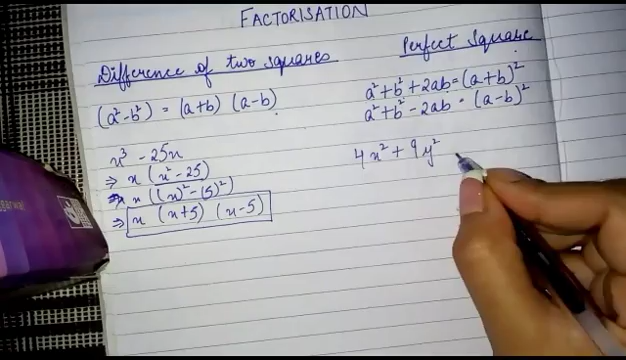 FACTORISATION
Difference of two squares
(a²-b²) = (a+b) (a-b)
x³ - 25x
⇒ x (x² - 25)
⇒ x ((x)² - (5)²)
⇒ x (x+5) (x-5)
Perfect Square
a² + b² + 2ab = (a+b)²
a² + b² - 2ab = (a-b)²
4x² + 9y²